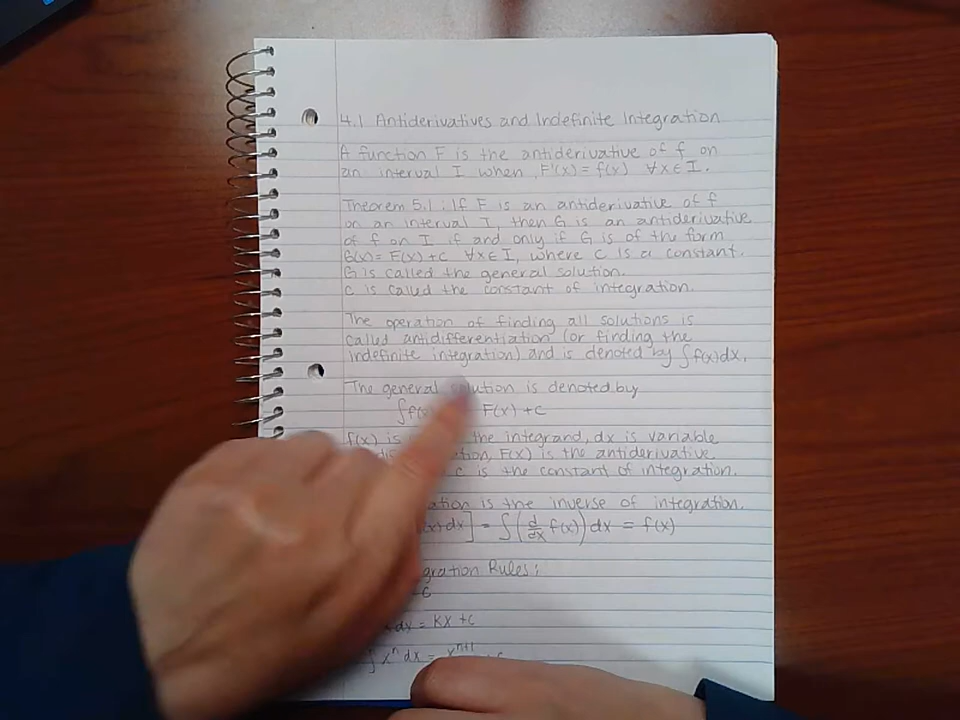 4.1 Antiderivatives and Indefinite Integration
A function F is the antiderivative of f on
an interval I when F'(x) = f(x) ∀x∈I.
Theorem 5.1: If F is an antiderivative of f
on an interval I, then G is an antiderivative
of f on I if and only if G is of the form
G(x) = F(x) + C ∀x∈I, where C is a constant.
G is called the general solution.
C is called the constant of integration.
The operation of finding all solutions is
called antidifferentiation (or finding the
indefinite integration) and is denoted by ∫f(x)dx.
The general solution is denoted by
∫f( F(x) + C
f(x) is the integrand, dx is variable
F(x) is the antiderivative
C is the constant of integration.
is the inverse of integration.
dx] = ∫(d/dx f(x)) dx = f(x)
Rules:
C
dx = kx + C
∫x^n dx = x^(n+1)